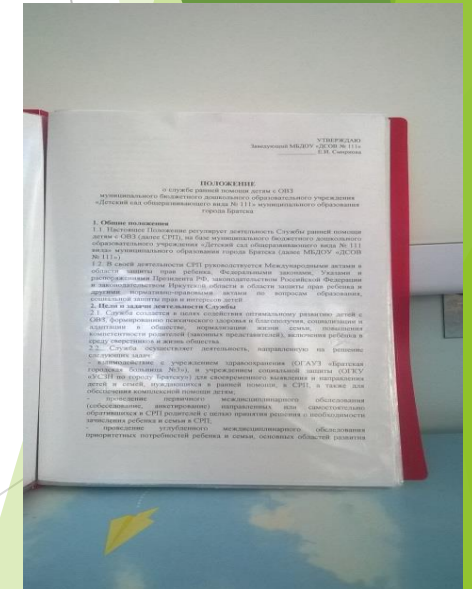 УТВЕРЖДАЮ
Заведующий МБДОУ «ДСОВ № 111»
Е.Н.
ПОЛОЖЕНИЕ
о службе ранней помощи детям с ОВЗ
муниципального бюджетного дошкольного образовательного учреждения
«Детский сад общеразвивающего вида № 111» муниципального образования
города Братска
1. Общие положения
1.1. Настоящее Положение регулирует деятельность Службы ранней помощи
детям с ОВЗ (далее СРП), на базе муниципального бюджетного дошкольного
образовательного учреждения «Детский сад общеразвивающего вида № 111
вида» муниципального образования города Братска (далее МБДОУ «ДСОВ
№ 111»)
1.2. В своей деятельности СРП руководствуется Международными актами в
области защиты прав ребенка, Федеральными законами, Указами и
распоряжениями Президента РФ, законодательством Российской Федерации
и законодательством Иркутской области в области защиты прав ребенка и
другими нормативно-правовыми актами по вопросам образования,
социальной защиты прав и интересов детей
2. Цели и задачи деятельности Службы
2.1. Служба создается в целях содействия оптимальному развитию детей с
ОВЗ, формированию психического здоровья и благополучия, социализации и
адаптации в обществе, нормализации жизни семьи, повышения
компетентности родителей (законных представителей), включения ребенка в
среду сверстников и жизнь общества.
2.2. Служба осуществляет деятельность, направленную на решение
следующих задач:
- взаимодействие с учреждением здравоохранения (ОГАУЗ «Братская
городская больница №3»), и учреждением социальной защиты (ОГКУ
«УСЗН по городу Братску») для своевременного выявления и направления
детей и семей, нуждающихся в ранней помощи, в СРП, а также для
обеспечения комплексной помощи детям;
- проведение первичного междисциплинарного обследования
(собеседование, анкетирование) направленных или самостоятельно
обратившихся в СРП родителей с целью принятия решения о необходимости
зачисления ребенка и семьи в СРП;
- проведение углубленного междисциплинарного обследования
приоритетных потребностей ребенка и семьи, основных областей развития